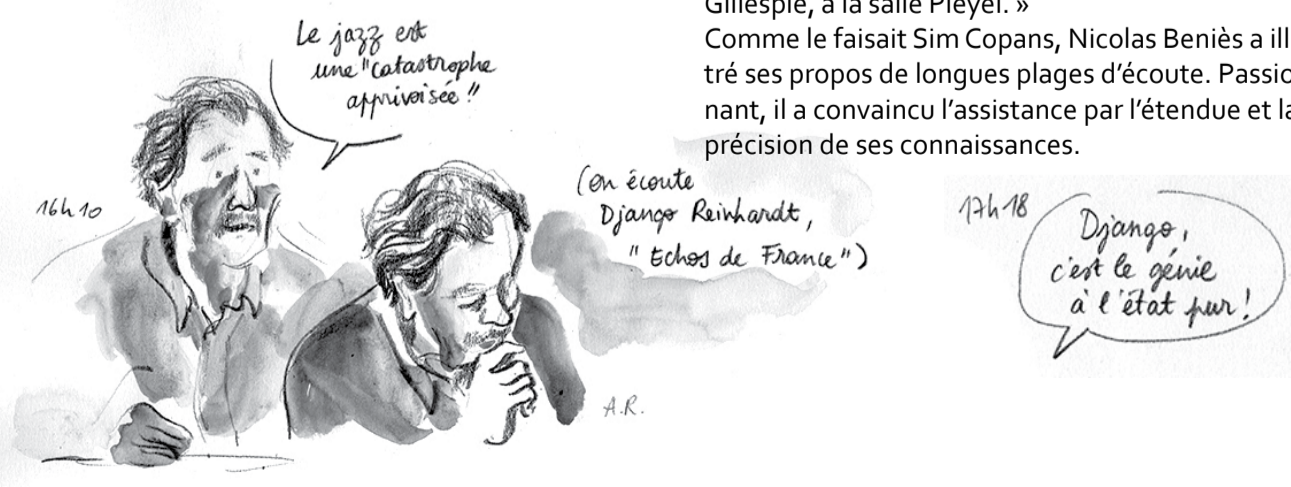 Le jazz est
une "catastrophe
apprivoisée"
16h10
(on écoute
Django Reinhardt,
"Echos de France")
A.R.
Gillespie, à la salle Pleyel. »
Comme le faisait Sim Copans, Nicolas Beniès a ill
tré ses propos de longues plages d'écoute. Passio
nant, il a convaincu l'assistance par l'étendue et la
précision de ses connaissances.
17h18
Django,
c'est le génie
à l'état pur!